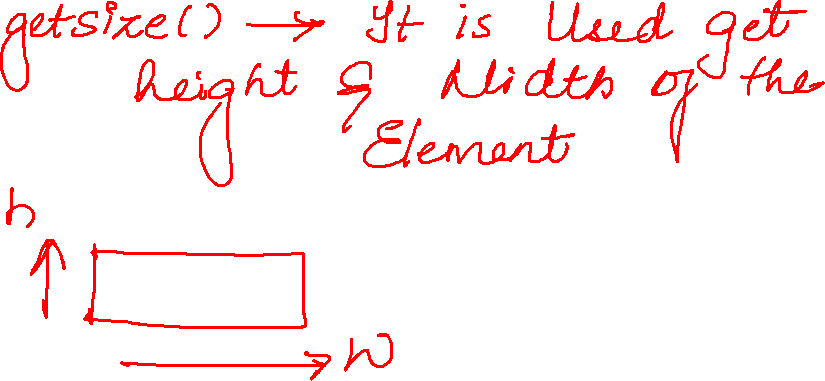 getsize() → It is Used get
height & Width of the
Element
h
W